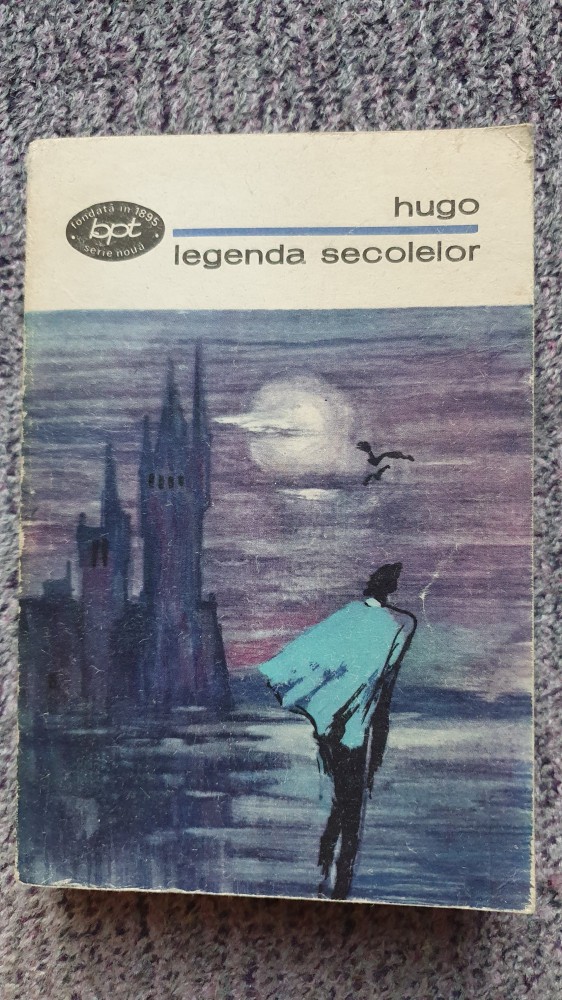 fondată în 1895
bpt
serie nouă
hugo
legenda secolelor